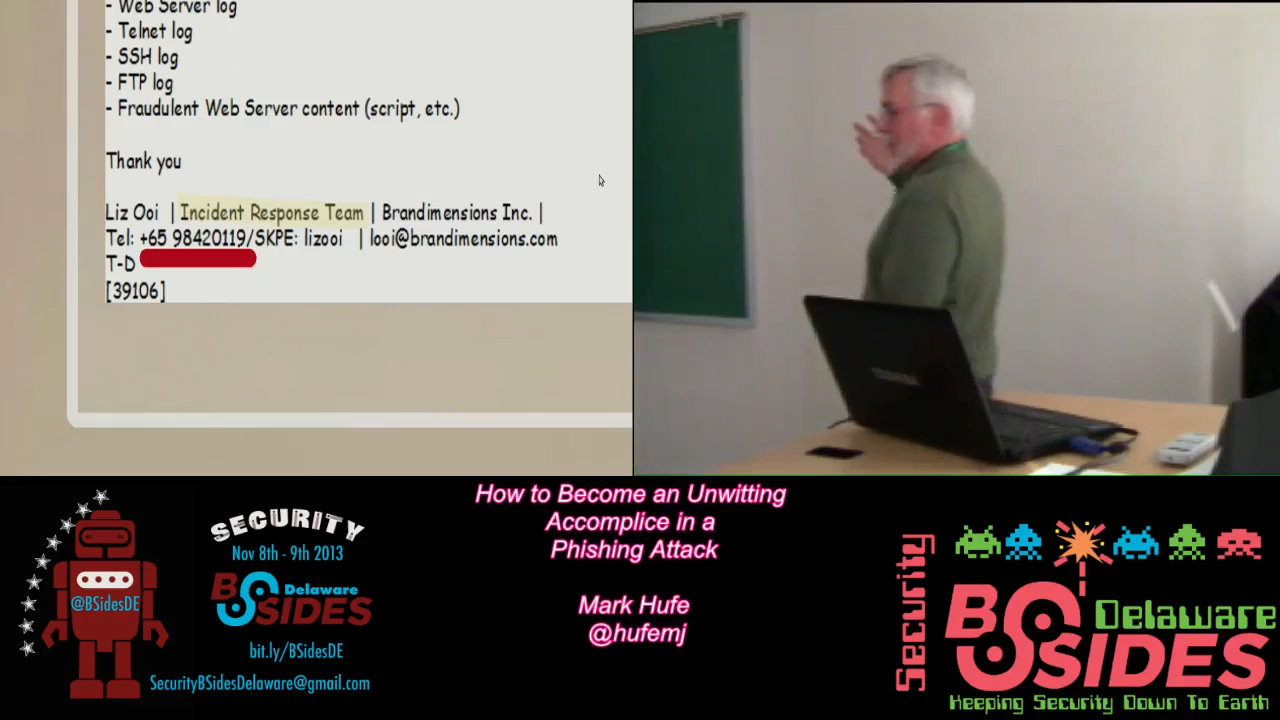 - Web Server log
- Telnet log
- SSH log
- FTP log
- Fraudulent Web Server content (script, etc.)
Thank you
Liz Ooi | Incident Response Team | Brandimensions Inc. |
Tel: +65 98420119/SKPE: lizooi | looi@brandimensions.com
T-D
[39106]
How to Become an Unwitting
Accomplice in a
Phishing Attack
Mark Hufe
@hufemj
@BSidesDE
SECURITY
Nov 8th - 9th 2013
BSIDES Delaware
bit.ly/BSidesDE
SecurityBSidesDelaware@gmail.com
Security
BSIDES Delaware
Keeping Security Down To Earth